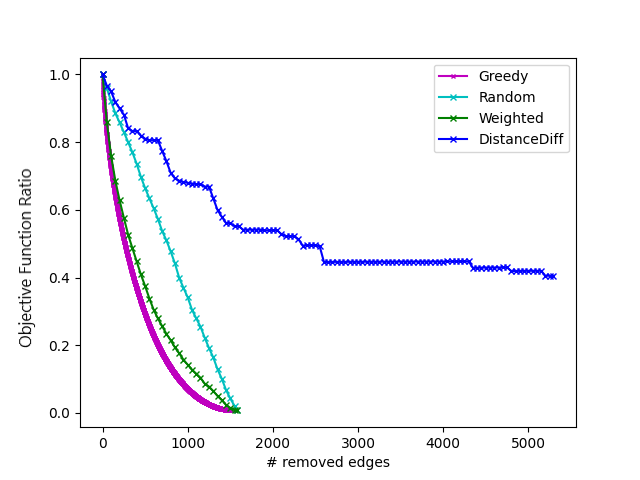 Greedy
Random
Weighted
DistanceDiff
Objective Function Ratio
1.0
0.8
0.6
0.4
0.2
0.0
0 1000 2000 3000 4000 5000
# removed edges